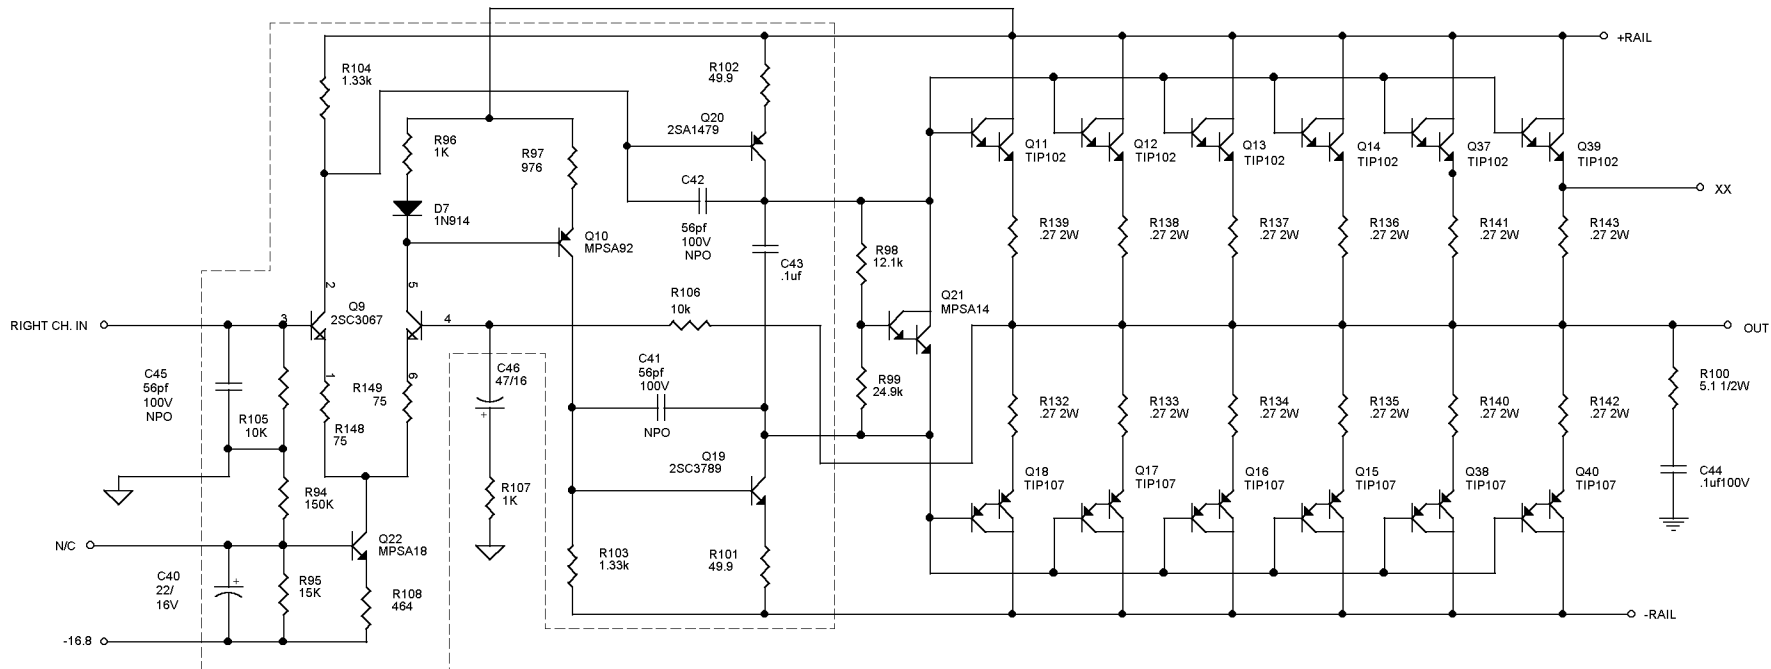 +RAIL
R104
1.33k
R102
49.9
Q20
2SA1479
R96
1K
R97
976
Q11
TIP102
Q12
TIP102
Q13
TIP102
Q14
TIP102
Q37
TIP102
Q39
TIP102
C42
56pf
100V
NPO
XX
D7
1N914
Q10
MPSA92
R139
.27 2W
R138
.27 2W
R137
.27 2W
R136
.27 2W
R141
.27 2W
R143
.27 2W
R98
12.1k
C43
.1uf
2
5
R106
10k
Q21
MPSA14
Q9
2SC3067
3
4
RIGHT CH. IN
OUT
C45
56pf
100V
NPO
1
6
R149
75
C46
47/16
+
C41
56pf
100V
NPO
R99
24.9k
R100
5.1 1/2W
R132
.27 2W
R133
.27 2W
R134
.27 2W
R135
.27 2W
R140
.27 2W
R142
.27 2W
R105
10K
R148
75
Q19
2SC3789
Q18
TIP107
Q17
TIP107
Q16
TIP107
Q15
TIP107
Q38
TIP107
Q40
TIP107
C44
.1uf100V
R94
150K
R107
1K
N/C
Q22
MPSA18
R103
1.33k
R101
49.9
C40
22/
16V
+
R95
15K
R108
464
-RAIL
-16.8